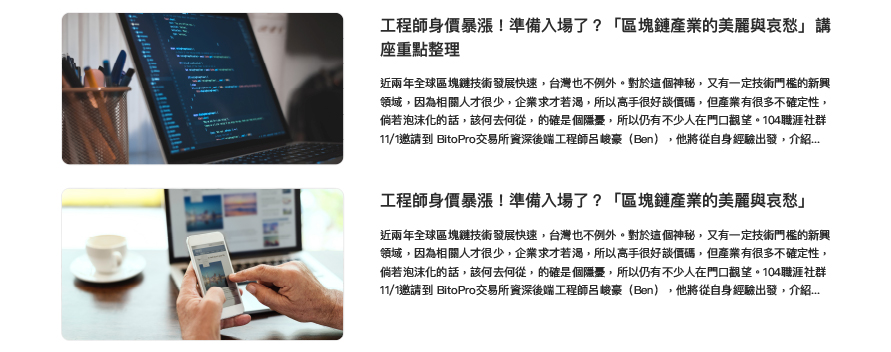 工程師身價暴漲！準備入場了？「區塊鏈產業的美麗與哀愁」講
座重點整理
近兩年全球區塊鏈技術發展快速，台灣也不例外。對於這個神秘，又有一定技術門檻的新興
領域，因為相關人才很少，企業求才若渴，所以高手很好談價碼，但產業有很多不確定性，
倘若泡沫化的話，該何去何從，的確是個隱憂，所以仍有不少人在門口觀望。104職涯社群
11/1邀請到 BitoPro交易所資深後端工程師呂峻豪（Ben），他將從自身經驗出發，介紹...
工程師身價暴漲！準備入場了？「區塊鏈產業的美麗與哀愁」
近兩年全球區塊鏈技術發展快速，台灣也不例外。對於這個神秘，又有一定技術門檻的新興
領域，因為相關人才很少，企業求才若渴，所以高手很好談價碼，但產業有很多不確定性，
倘若泡沫化的話，該何去何從，的確是個隱憂，所以仍有不少人在門口觀望。104職涯社群
11/1邀請到 BitoPro交易所資深後端工程師呂峻豪（Ben），他將從自身經驗出發，介紹...